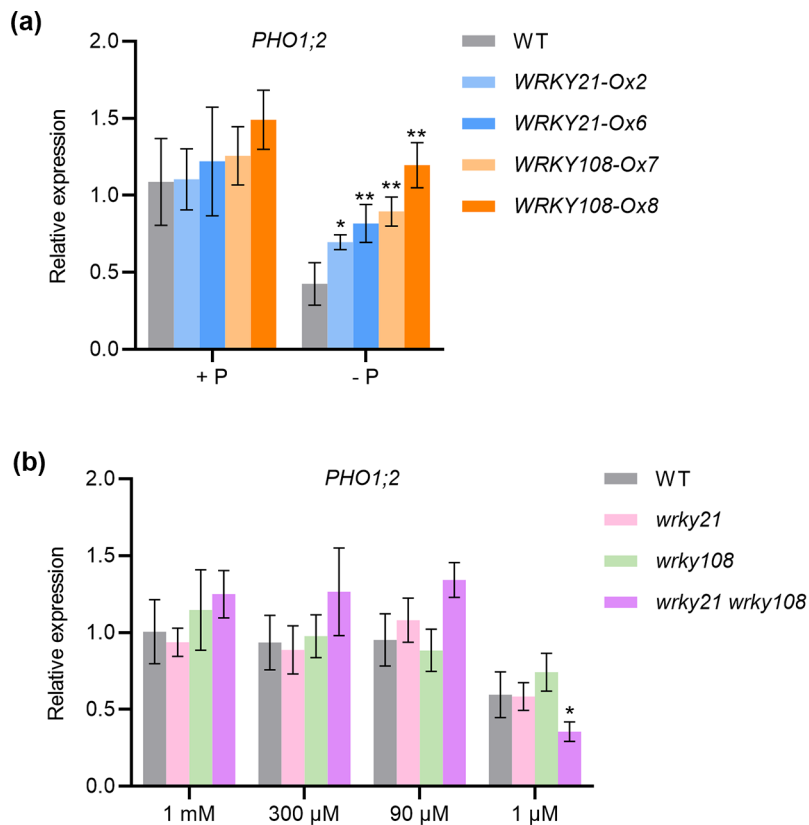 (a)
PHO1;2
Relative expression
2.0
1.5
1.0
0.5
0.0
* ** ** **
+ P - P
WT
WRKY21-Ox2
WRKY21-Ox6
WRKY108-Ox7
WRKY108-Ox8
(b)
PHO1;2
Relative expression
2.0
1.5
1.0
0.5
0.0
*
1 mM 300 µM 90 µM 1 µM
WT
wrky21
wrky108
wrky21 wrky108